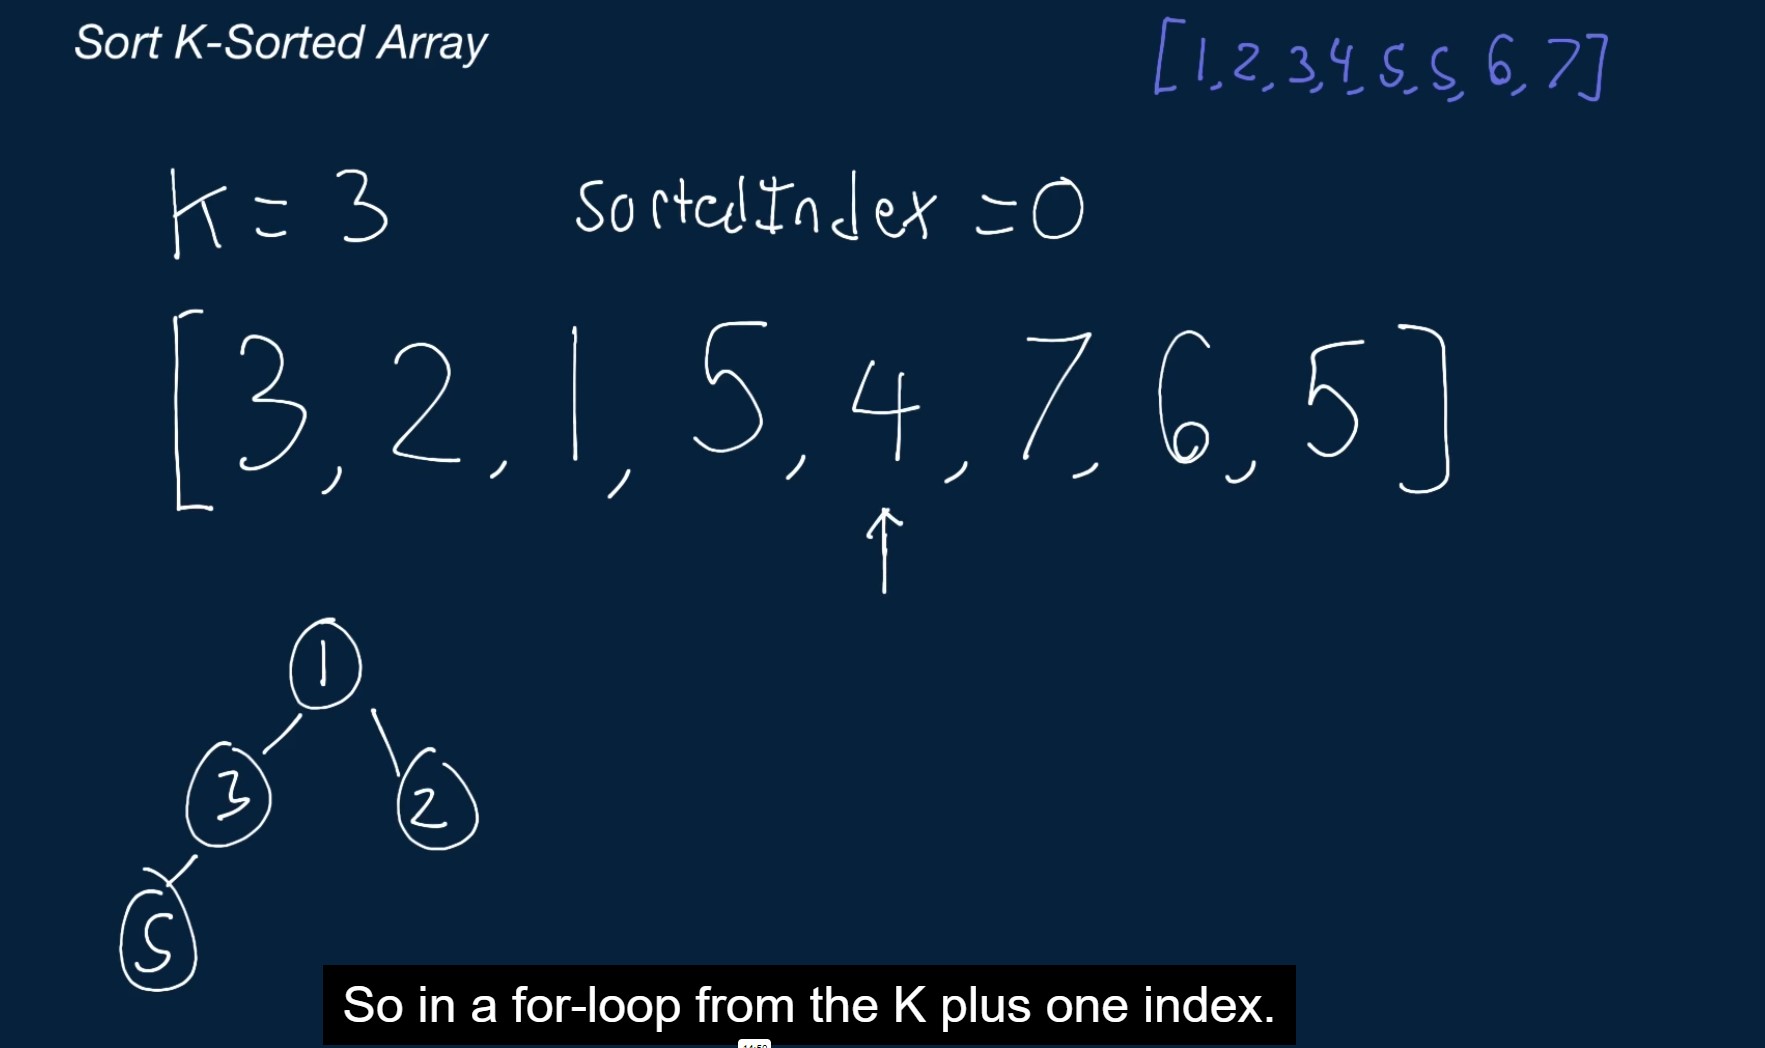 Sort K-Sorted Array
[1,2,3,4,5,5,6,7]
K=3 SortedIndex=0
[3,2,1,5,4,7,6,5]
1
3 2
5
So in a for-loop from the K plus one index.